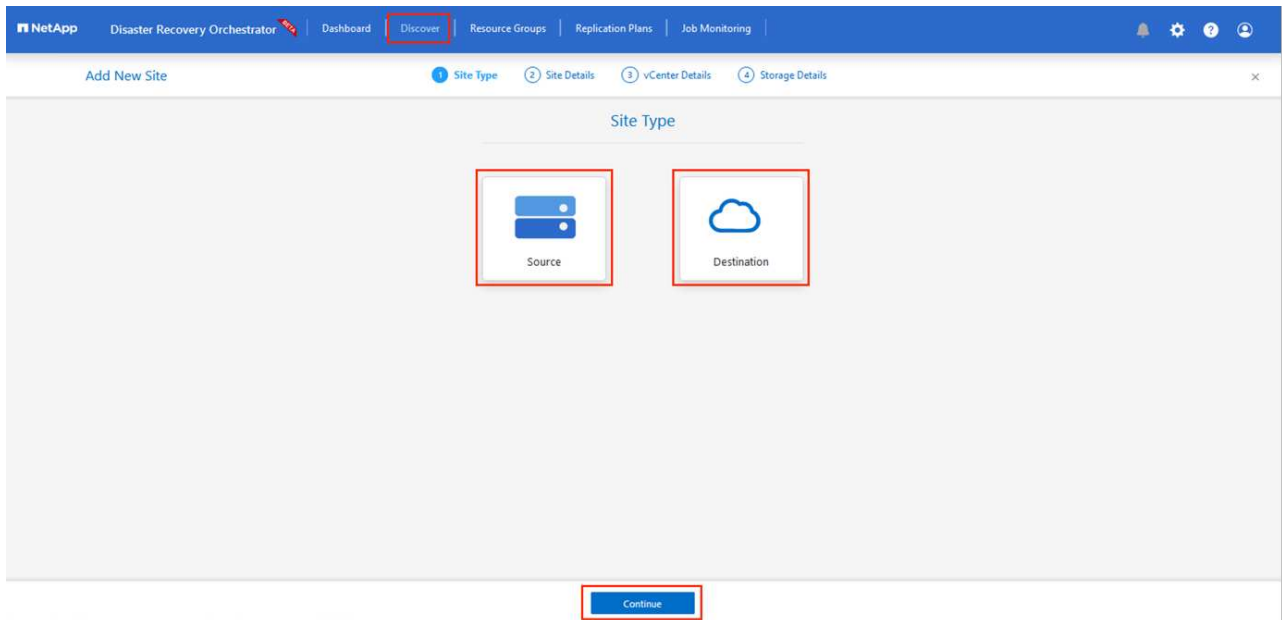 NetApp Disaster Recovery Orchestrator BETA Dashboard Discover Resource Groups Replication Plans Job Monitoring ?
Add New Site 1 Site Type 2 Site Details 3 vCenter Details 4 Storage Details
Site Type
Source Destination
Continue